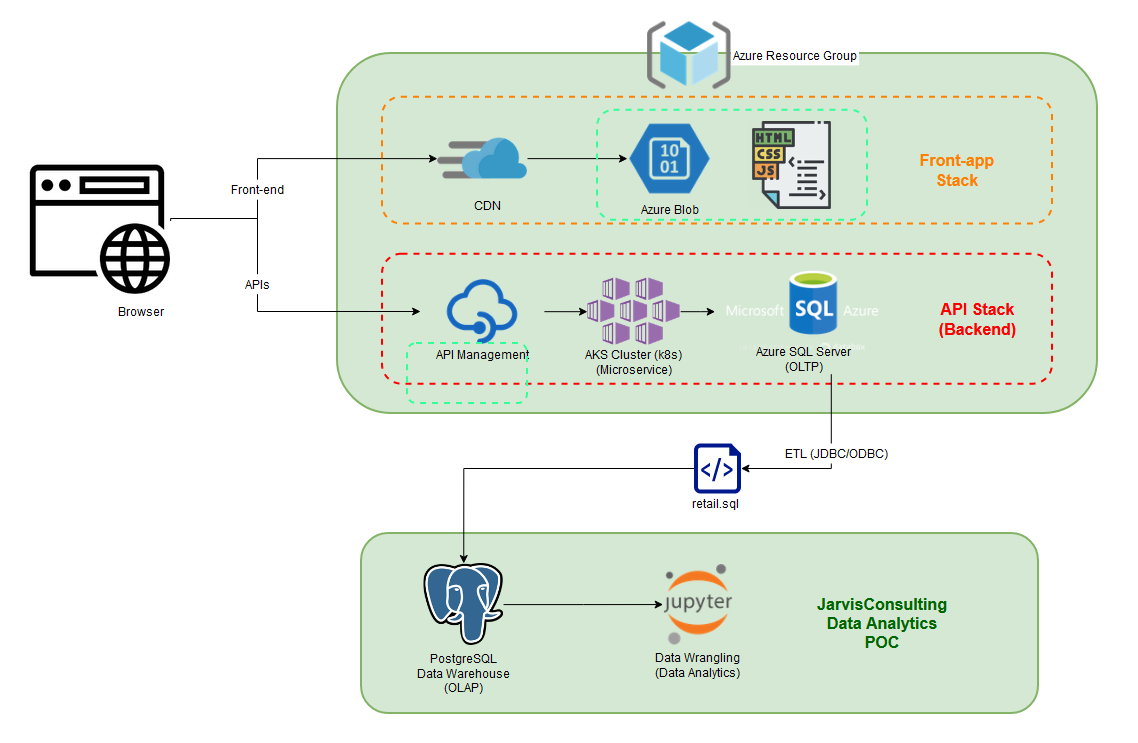 Azure Resource Group
Front-end
CDN
10
01
Azure Blob
HTML
CSS
JS
Front-app
Stack
Browser
APIs
API Management
AKS Cluster (k8s)
(Microservice)
Microsoft SQL Azure
Azure SQL Server
(OLTP)
API Stack
(Backend)
ETL (JDBC/ODBC)
</>
retail.sql
PostgreSQL
Data Warehouse
(OLAP)
jupyter
Data Wrangling
(Data Analytics)
JarvisConsulting
Data Analytics
POC